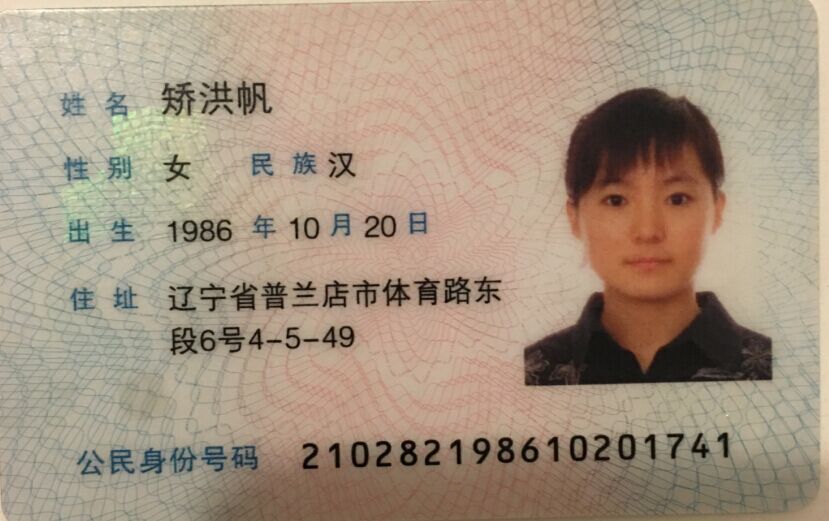 姓名 矫洪帆
性别 女 民族 汉
出生 1986 年 10 月 20 日
住址 辽宁省普兰店市体育路东
段6号4-5-49
公民身份号码 210282198610201741